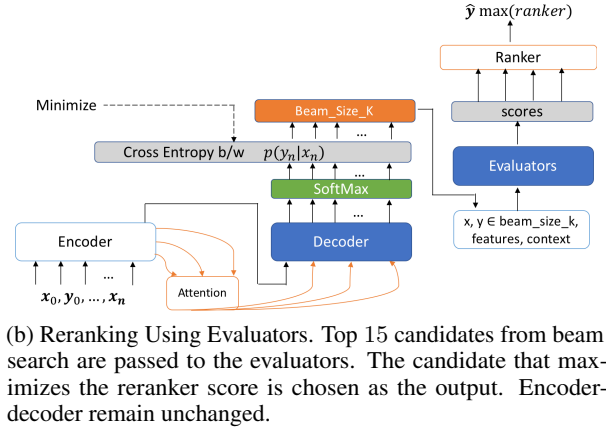 ŷ max(ranker)
Ranker
Minimize
Beam_Size_K
scores
...
Cross Entropy b/w p(yₙ|xₙ)
...
Evaluators
SoftMax
...
x, y ∈ beam_size_k,
features, context
Encoder
Decoder
...
Attention
x₀, y₀, ..., xₙ
(b) Reranking Using Evaluators. Top 15 candidates from beam
search are passed to the evaluators. The candidate that max-
imizes the reranker score is chosen as the output. Encoder-
decoder remain unchanged.